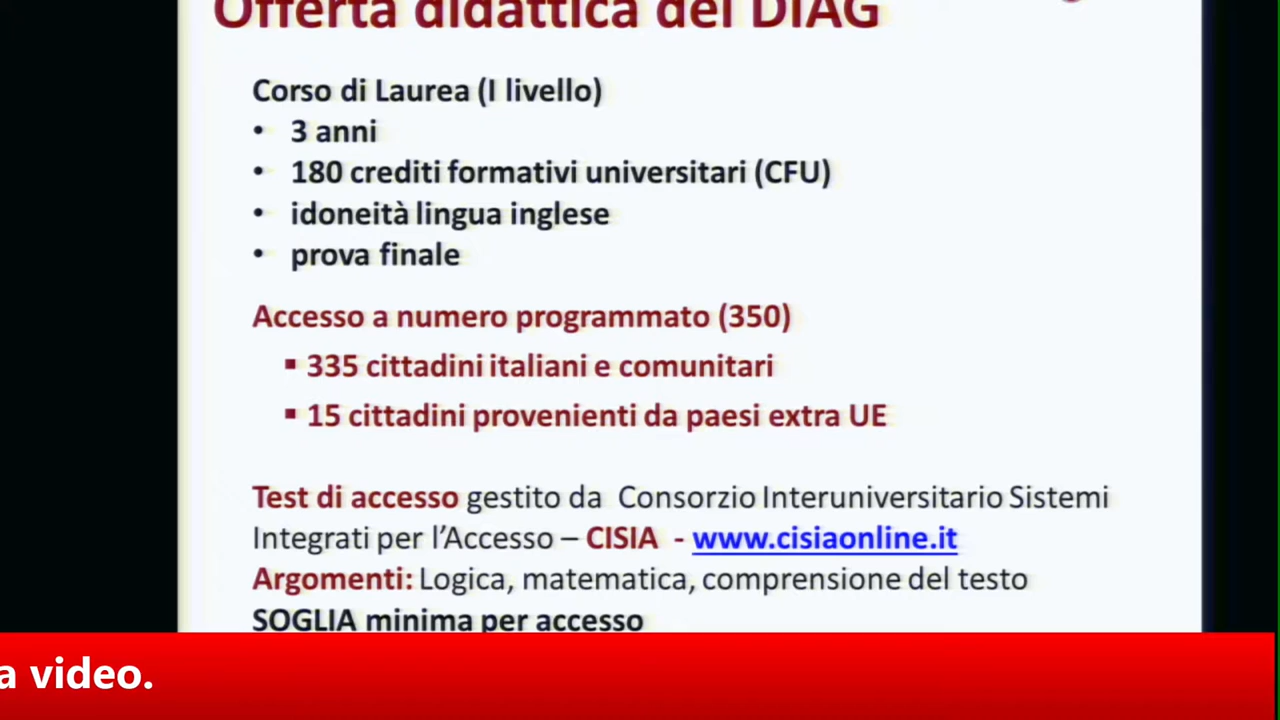 Offerta didattica del DIAG
Corso di Laurea (I livello)
• 3 anni
• 180 crediti formativi universitari (CFU)
• idoneità lingua inglese
• prova finale
Accesso a numero programmato (350)
▪ 335 cittadini italiani e comunitari
▪ 15 cittadini provenienti da paesi extra UE
Test di accesso gestito da Consorzio Interuniversitario Sistemi
Integrati per l’Accesso – CISIA - www.cisiaonline.it
Argomenti: Logica, matematica, comprensione del testo
SOGLIA minima per accesso
a video.